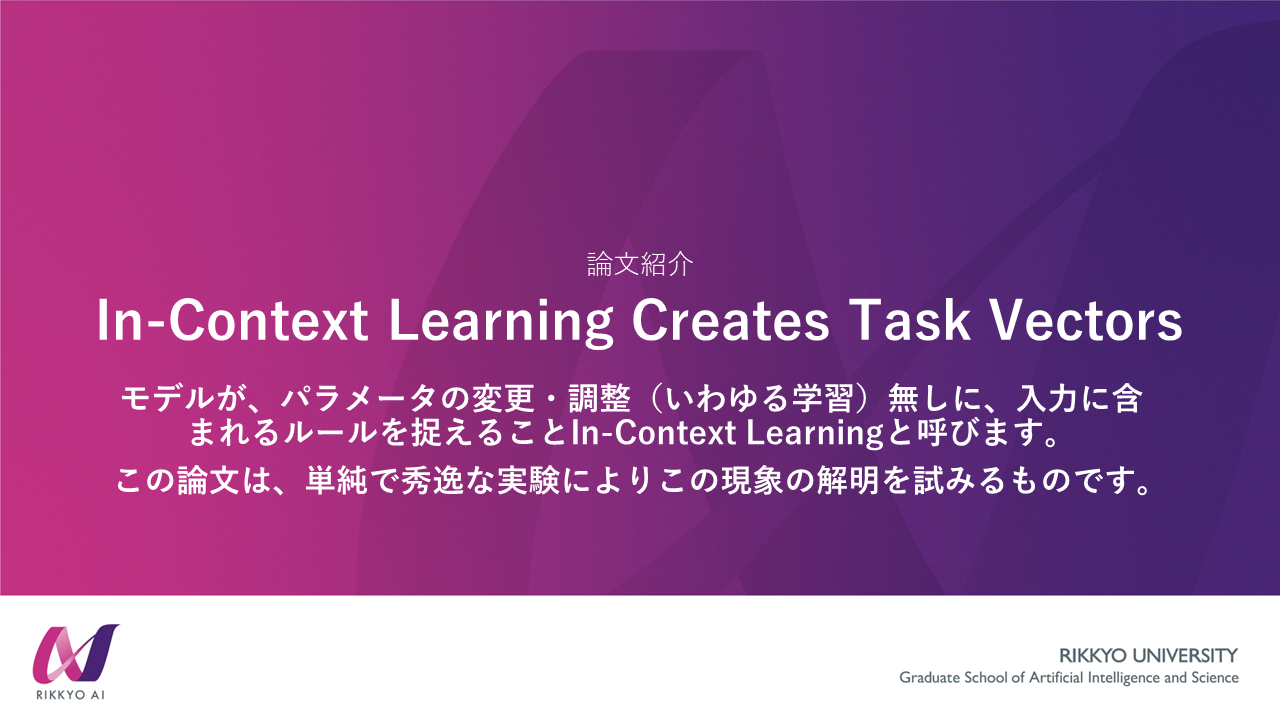 論文紹介
In-Context Learning Creates Task Vectors
モデルが、パラメータの変更・調整（いわゆる学習）無しに、入力に含
まれるルールを捉えることIn-Context Learningと呼びます。
この論文は、単純で秀逸な実験によりこの現象の解明を試みるものです。
RIKKYO AI
RIKKYO UNIVERSITY
Graduate School of Artificial Intelligence and Science